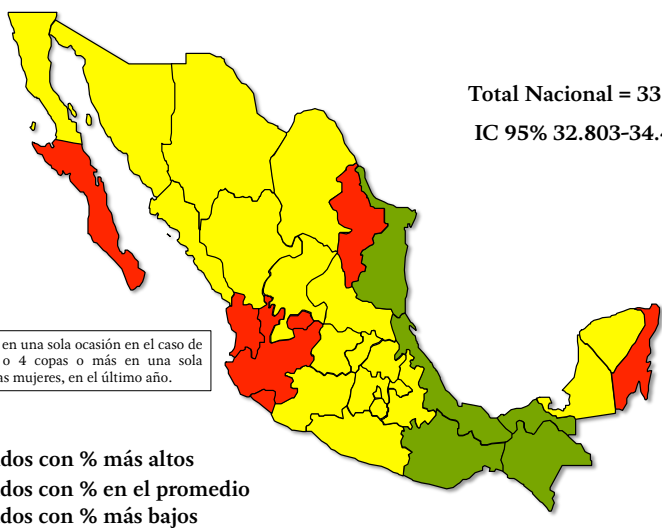 Total Nacional = 33
IC 95% 32.803-34.4
en una sola ocasión en el caso de
o 4 copas o más en una sola
as mujeres, en el último año.
dos con % más altos
dos con % en el promedio
dos con % más bajos